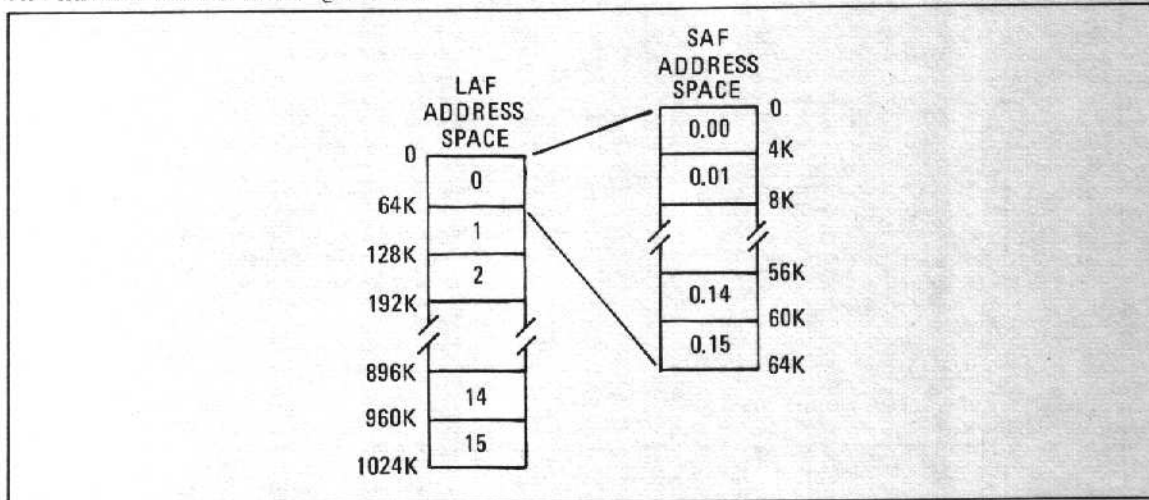 LAF
ADDRESS
SPACE
0
0
64K
1
128K
2
192K
896K
14
960K
15
1024K
SAF
ADDRESS
SPACE
0
0.00
4K
0.01
8K
56K
0.14
60K
0.15
64K